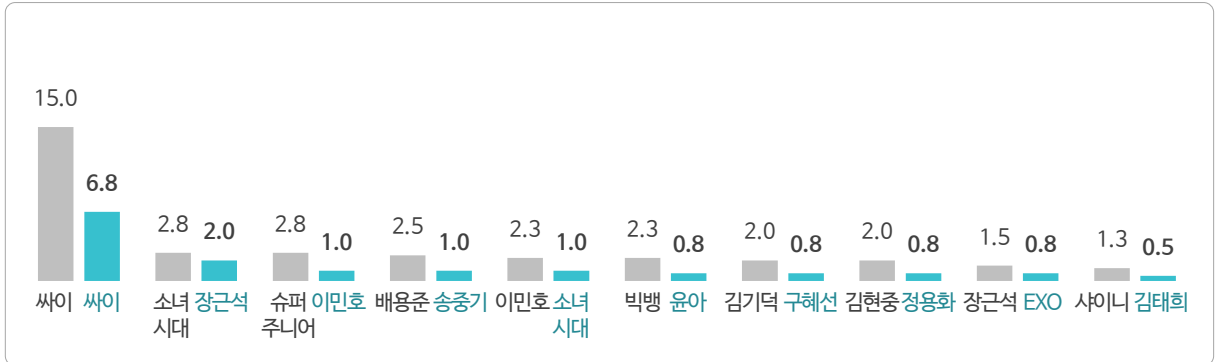 15.0
6.8
2.8 2.0
2.8 1.0
2.5 1.0
2.3 1.0
2.3 0.8
2.0 0.8
2.0 0.8
1.5 0.8
1.3 0.5
싸이 싸이
소녀 장근석
시대
슈퍼 이민호
주니어
배용준 송중기
이민호 소녀
시대
빅뱅 윤아
김기덕 구혜선
김현중 정용화
장근석 EXO
샤이니 김태희